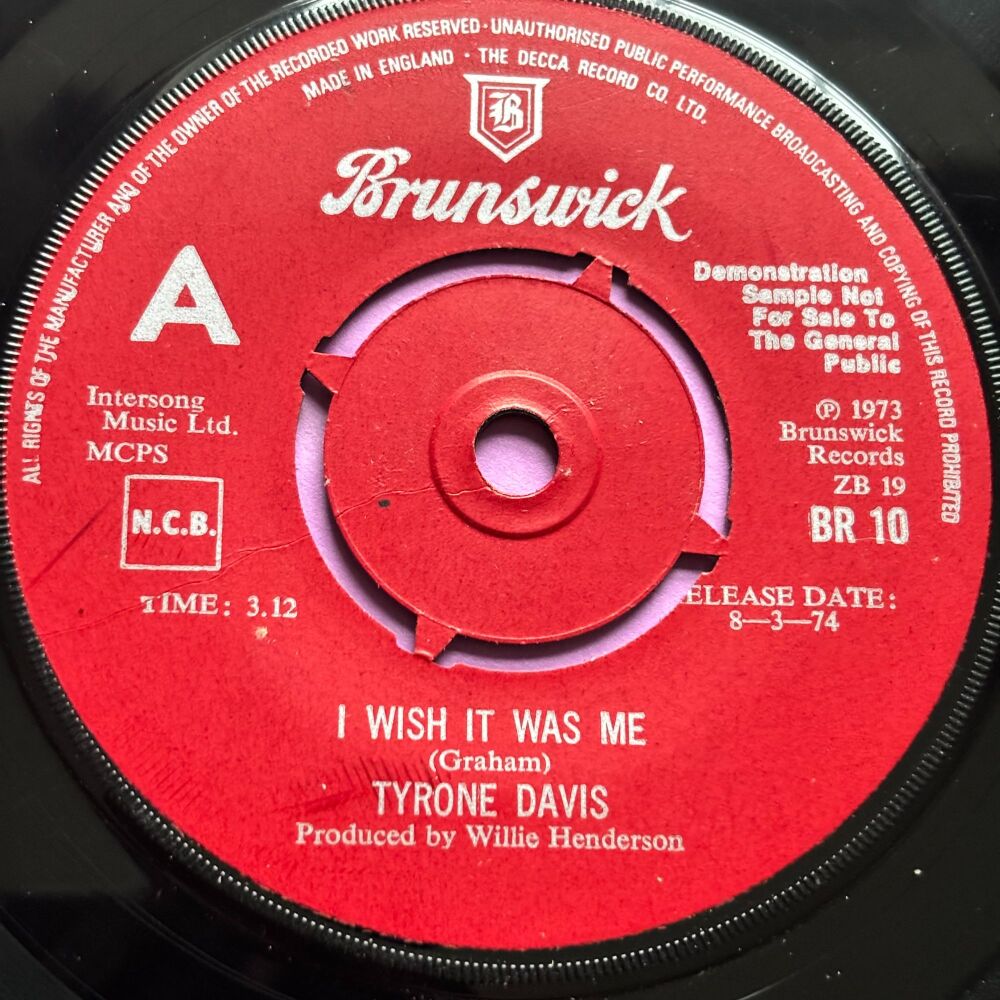 ALL RIGHTS OF THE MANUFACTURER AND OF THE OWNER OF THE RECORDED WORK RESERVED · UNAUTHORISED PUBLIC PERFORMANCE BROADCASTING AND COPYING OF THIS RECORD PROHIBITED
MADE IN ENGLAND · THE DECCA RECORD CO. LTD.
B
Brunswick
A
Demonstration
Sample Not
For Sale To
The General
Public
Intersong
Music Ltd.
MCPS
N.C.B.
TIME: 3.12
℗ 1973
Brunswick
Records
ZB 19
BR 10
ELEASE DATE:
8—3—74
I WISH IT WAS ME
(Graham)
TYRONE DAVIS
Produced by Willie Henderson